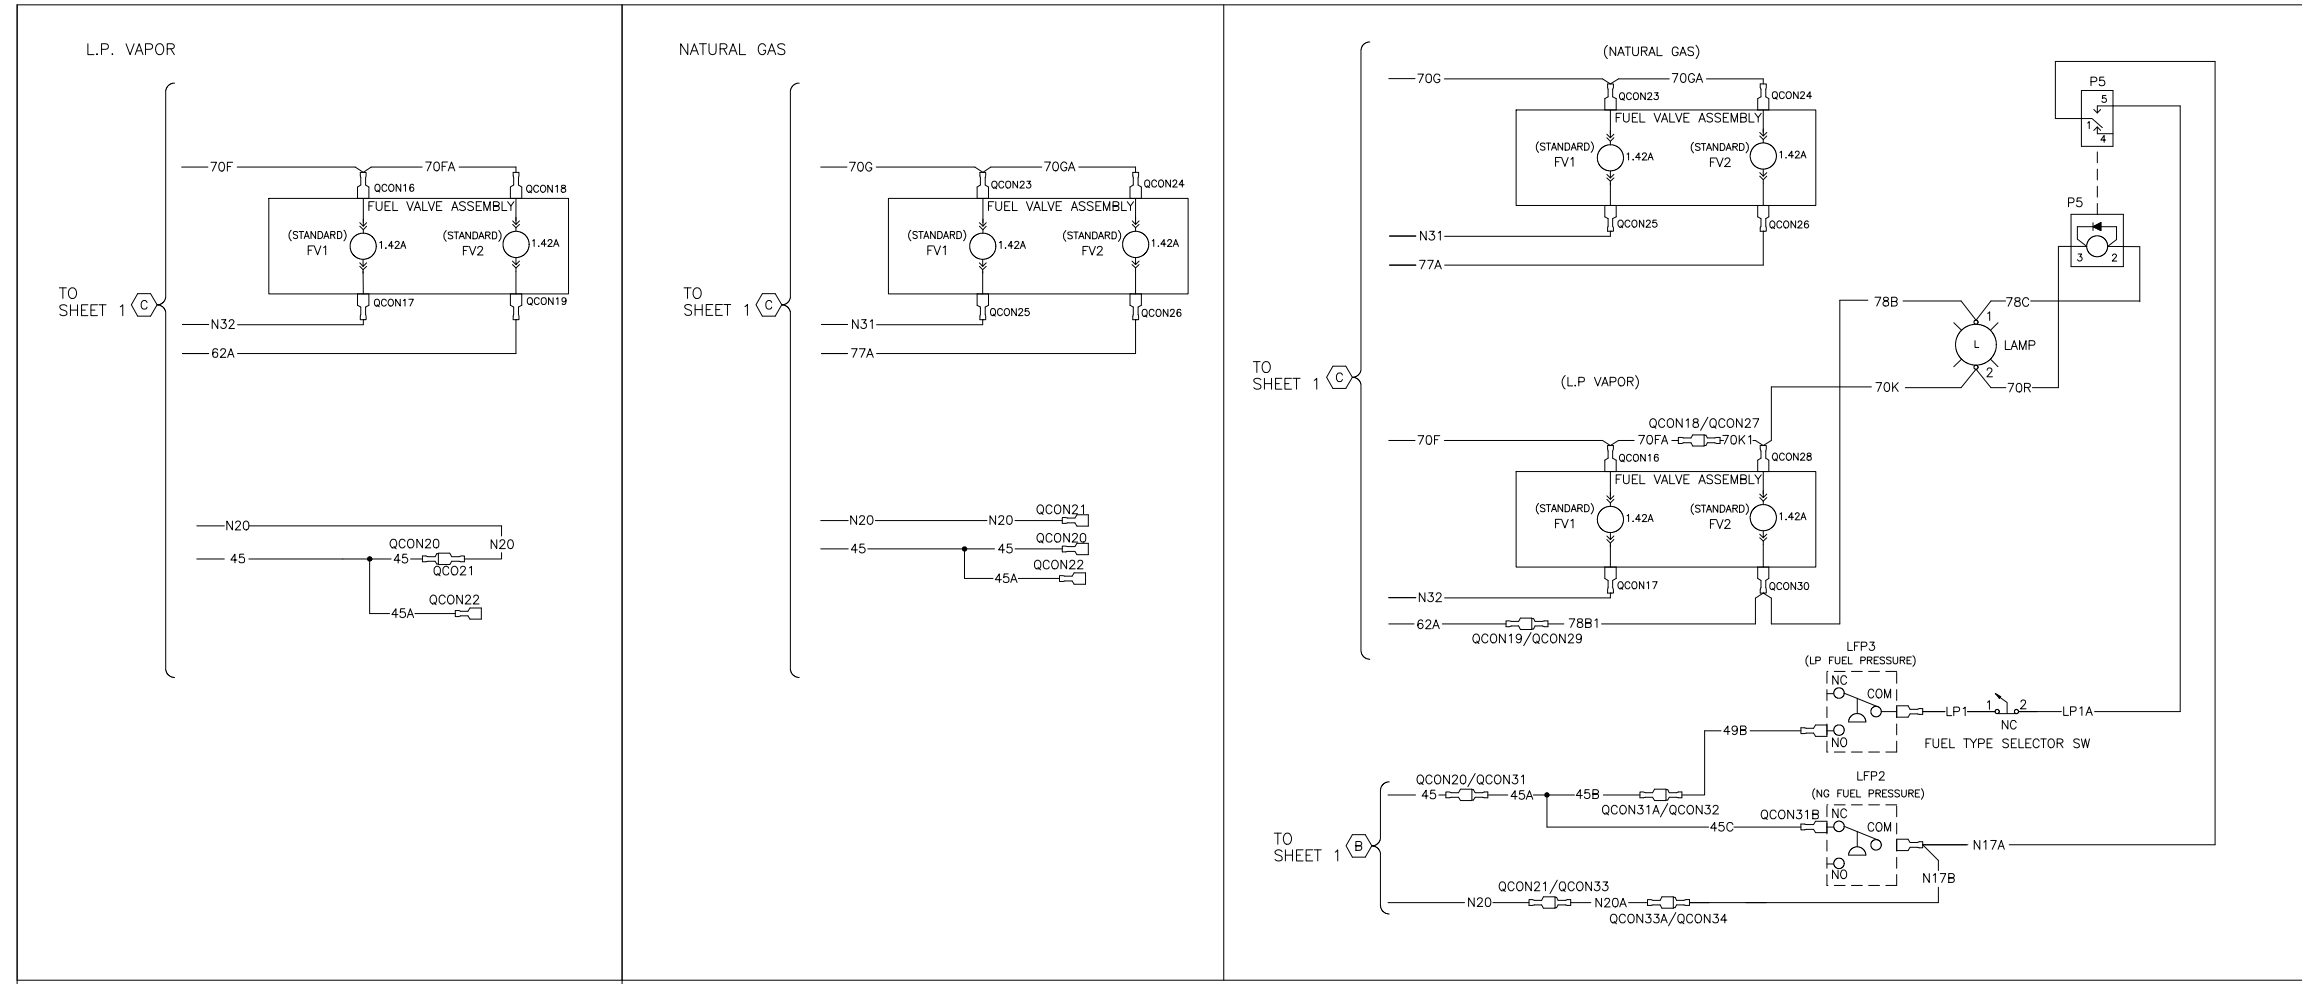 L.P. VAPOR
70F
70FA
QCON16
QCON18
FUEL VALVE ASSEMBLY
(STANDARD)
FV1
1.42A
(STANDARD)
FV2
1.42A
TO
SHEET 1
C
QCON17
QCON19
N32
62A
N20
N20
45
QCON20
45
QCO21
QCON22
45A
NATURAL GAS
70G
70GA
QCON23
QCON24
FUEL VALVE ASSEMBLY
(STANDARD)
FV1
1.42A
(STANDARD)
FV2
1.42A
TO
SHEET 1
C
QCON25
QCON26
N31
77A
N20
N20
QCON21
45
45
QCON20
45A
QCON22
(NATURAL GAS)
70G
70GA
QCON23
QCON24
FUEL VALVE ASSEMBLY
(STANDARD)
FV1
1.42A
(STANDARD)
FV2
1.42A
QCON25
QCON26
N31
77A
P5
5
1
4
P5
3
2
78B
78C
1
L
LAMP
2
70K
70R
TO
SHEET 1
C
(L.P VAPOR)
QCON18/QCON27
70F
70FA
70K1
QCON16
QCON28
FUEL VALVE ASSEMBLY
(STANDARD)
FV1
1.42A
(STANDARD)
FV2
1.42A
QCON17
QCON30
N32
62A
78B1
QCON19/QCON29
LFP3
(LP FUEL PRESSURE)
NC
COM
NO
LP1
1
2
NC
LP1A
FUEL TYPE SELECTOR SW
49B
TO
SHEET 1
B
QCON20/QCON31
45
45A
45B
QCON31A/QCON32
45C
QCON31B
LFP2
(NG FUEL PRESSURE)
NC
COM
NO
N17A
N17B
QCON21/QCON33
N20
N20A
QCON33A/QCON34